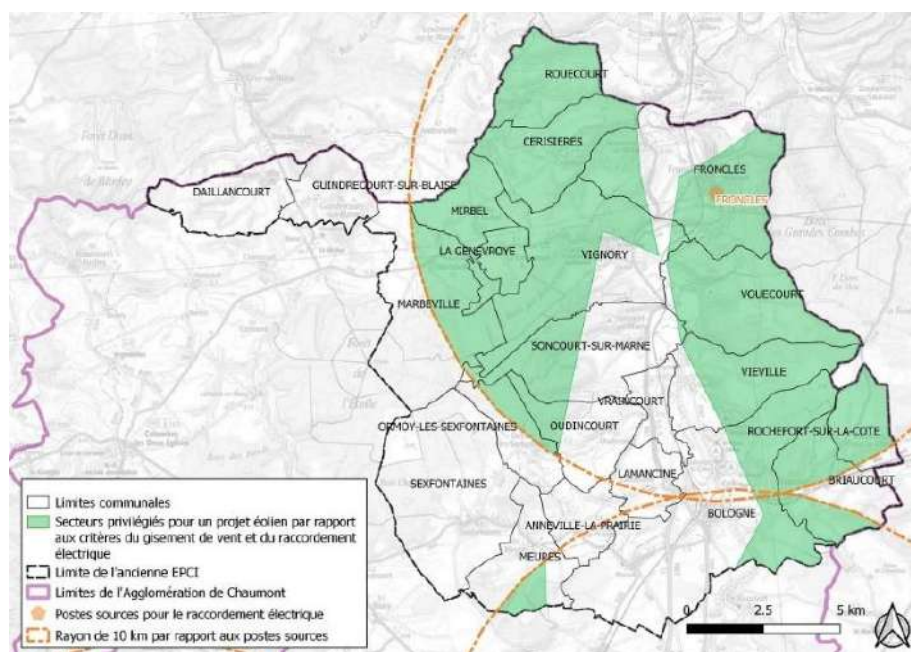 ROUECOURT
CERISIERES
FRONCLES
FRONCLES
DAILLANCOURT
GUINDRECOURT-SUR-BLAISE
MIRBEL
LA GENEVROYE
VIGNORY
VOUECOURT
MARBEVILLE
SONCOURT-SUR-MARNE
VIEVILLE
VRAINCOURT
ORMOY-LES-SEXFONTAINES
OUDINCOURT
ROCHEFORT-SUR-LA-COTE
SEXFONTAINES
LAMANCINE
BRIAUCOURT
BOLOGNE
ANNEVILLE-LA-PRAIRIE
MEURES
Limites communales
Secteurs privilégiés pour un projet éolien par rapport
aux critères du gisement de vent et du raccordement
électrique
Limite de l'ancienne EPCI
Limites de l'Agglomération de Chaumont
Postes sources pour le raccordement électrique
Rayon de 10 km par rapport aux postes sources
0 2.5 5 km